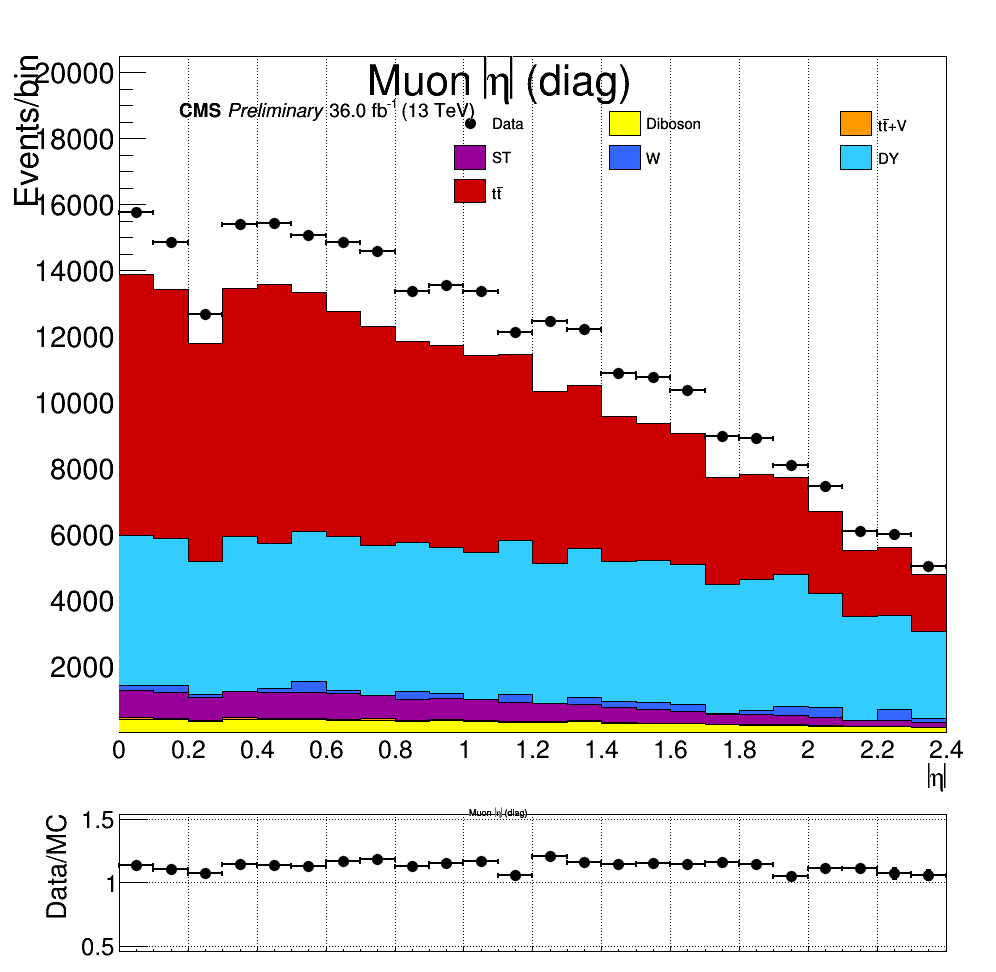 Muon |η| (diag)
CMS Preliminary 36.0 fb⁻¹ (13 TeV)
Data
Diboson
tt̄+V
ST
W
DY
tt̄
Events/bin
20000
18000
16000
14000
12000
10000
8000
6000
4000
2000
0 0.2 0.4 0.6 0.8 1 1.2 1.4 1.6 1.8 2 2.2 2.4
|η|
Muon |η| (diag)
Data/MC
1.5
1
0.5